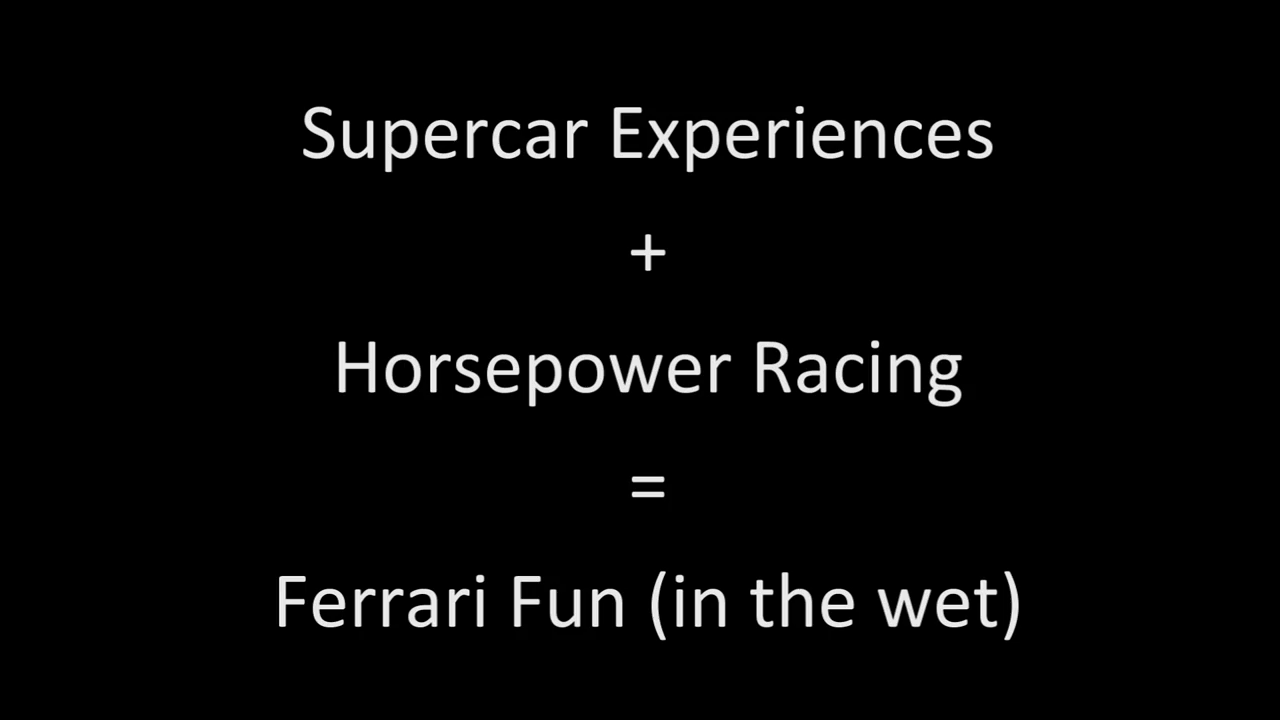 Supercar Experiences
+
Horsepower Racing
=
Ferrari Fun (in the wet)